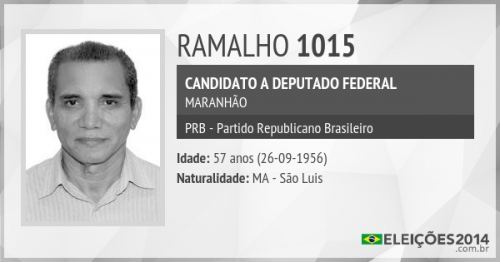 RAMALHO 1015
CANDIDATO A DEPUTADO FEDERAL
MARANHÃO
PRB - Partido Republicano Brasileiro
Idade: 57 anos (26-09-1956)
Naturalidade: MA - São Luis
ELEIÇÕES2014
.com.br